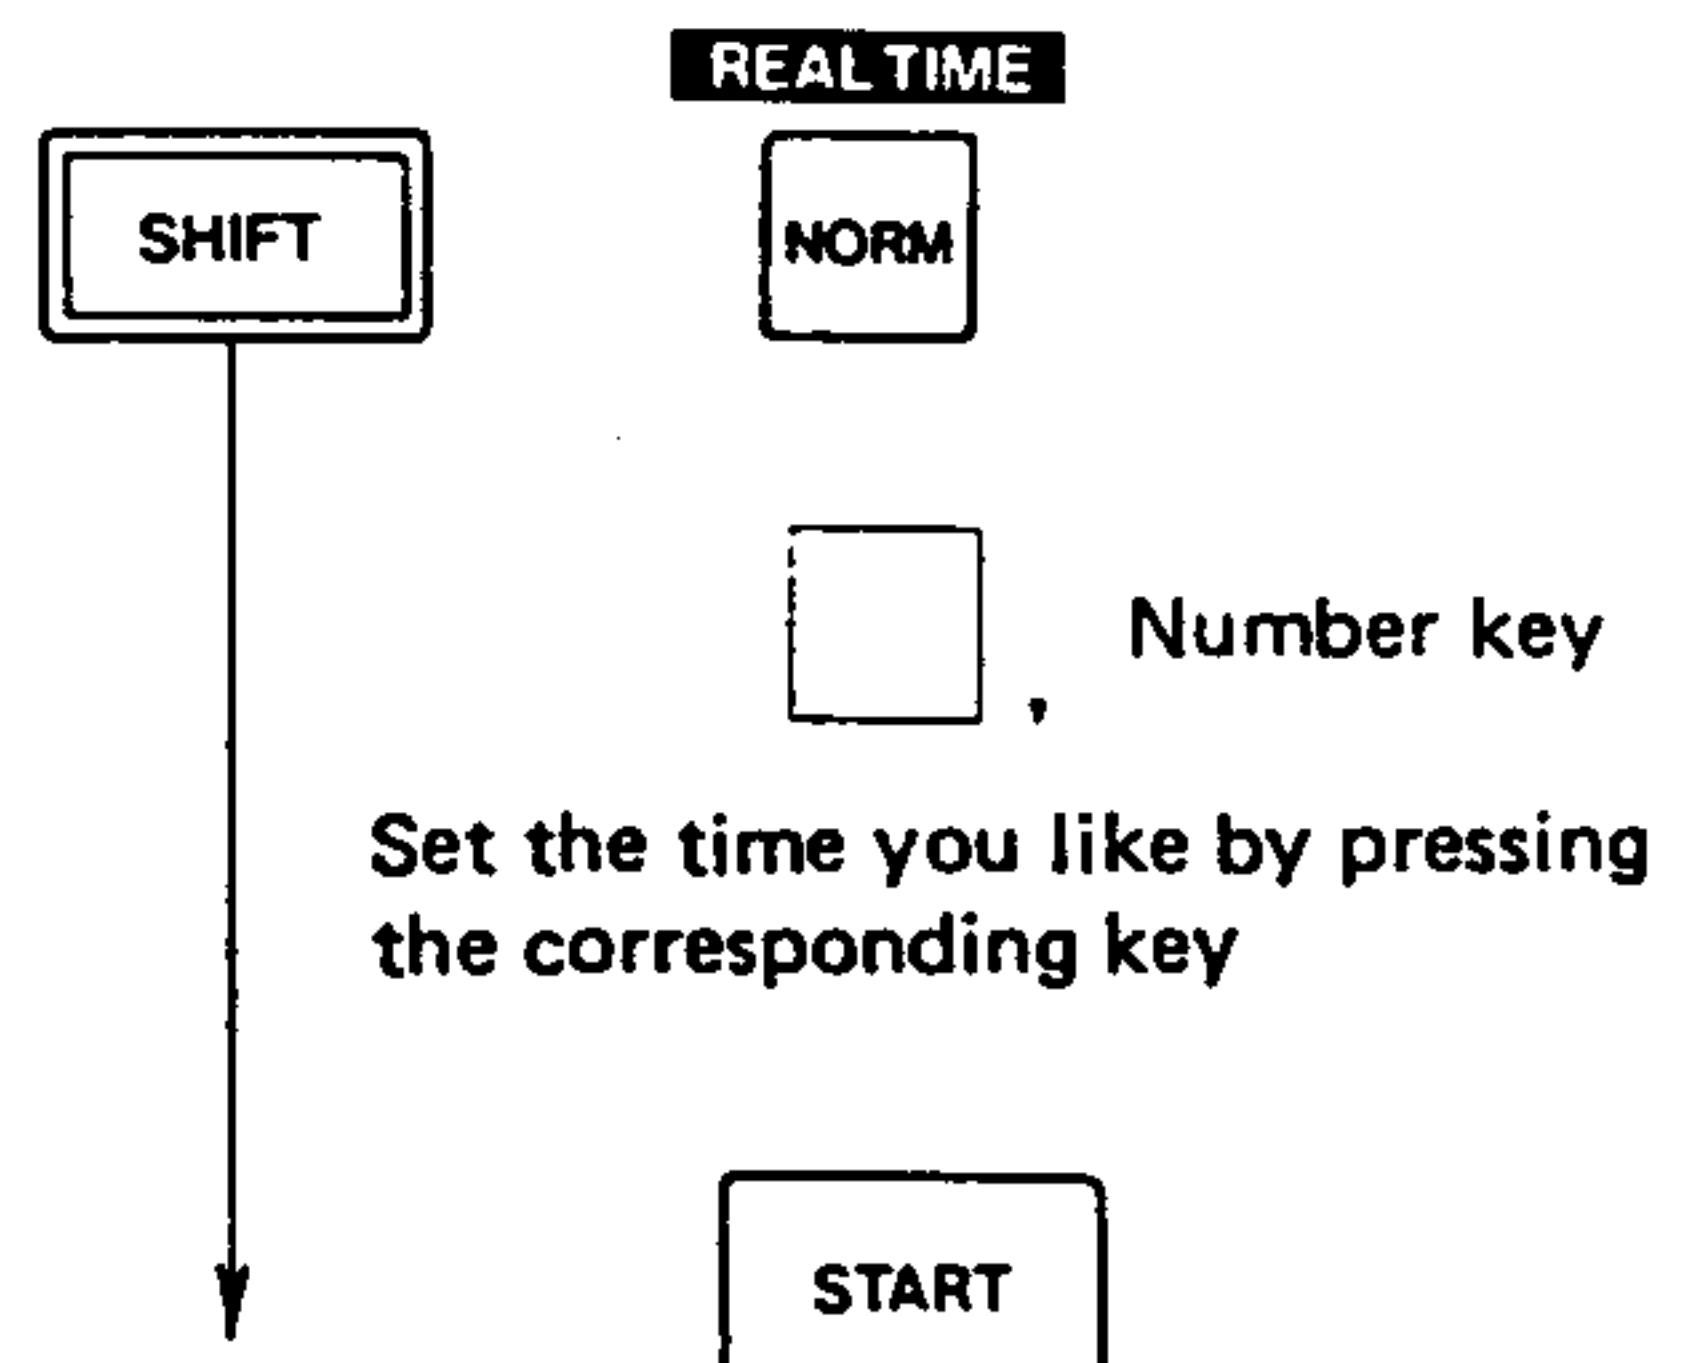 REAL TIME
SHIFT
NORM
, Number key
Set the time you like by pressing
the corresponding key
START